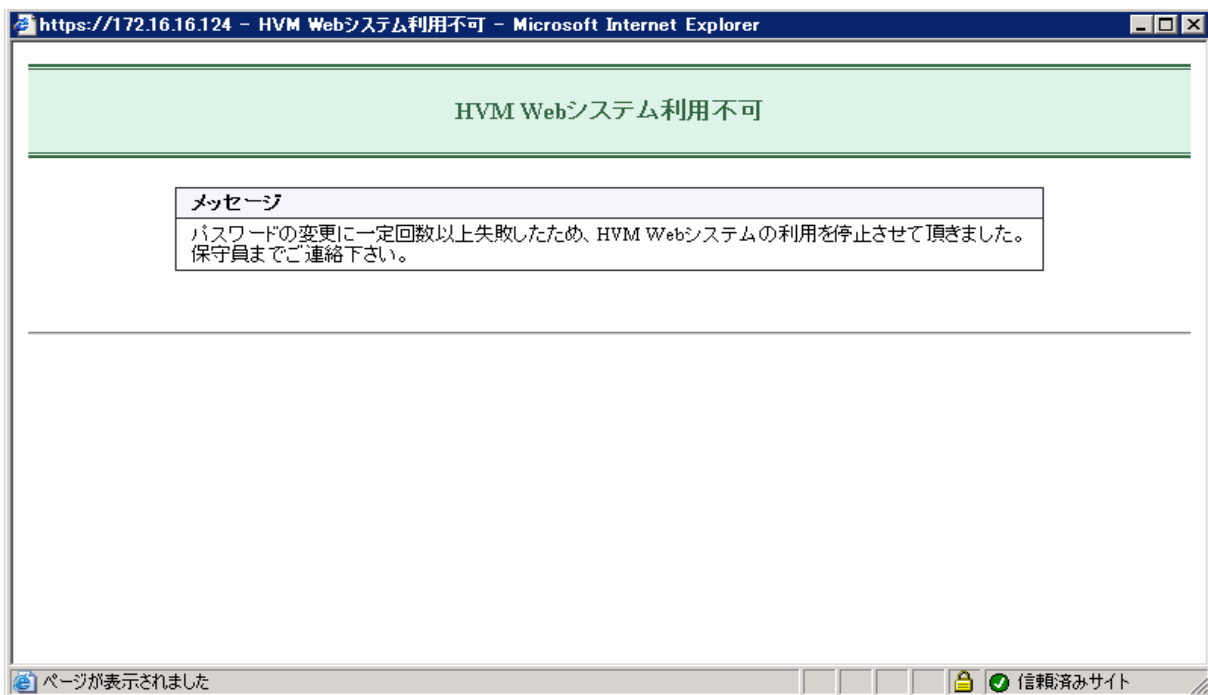 https://172.16.16.124 - HVM Webシステム利用不可 - Microsoft Internet Explorer
HVM Webシステム利用不可
メッセージ
パスワードの変更に一定回数以上失敗したため、HVM Webシステムの利用を停止させて頂きました。
保守員までご連絡下さい。
ページが表示されました
信頼済みサイト